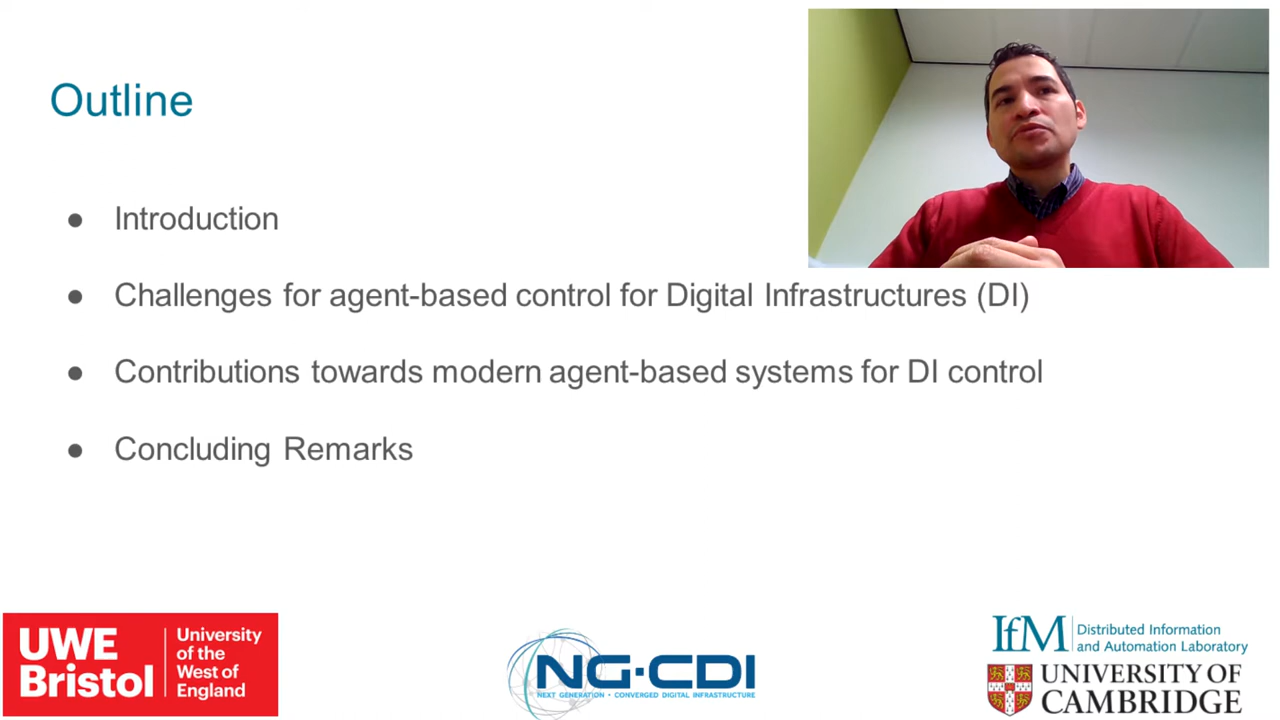 Outline
● Introduction
● Challenges for agent-based control for Digital Infrastructures (DI)
● Contributions towards modern agent-based systems for DI control
● Concluding Remarks
UWE
Bristol
University
of the
West of
England
NG·CDI
NEXT GENERATION · CONVERGED DIGITAL INFRASTRUCTURE
IfM
Distributed Information
and Automation Laboratory
UNIVERSITY OF
CAMBRIDGE